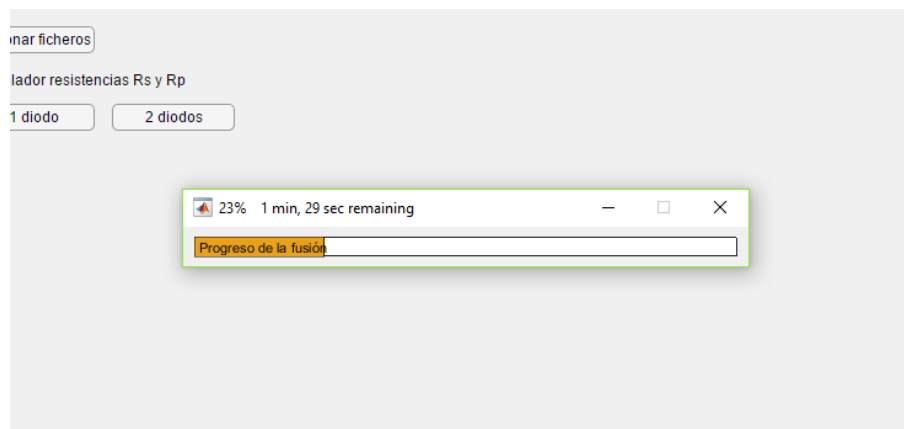 onar ficheros
lador resistencias Rs y Rp
1 diodo
2 diodos
23% 1 min, 29 sec remaining
Progreso de la fusión